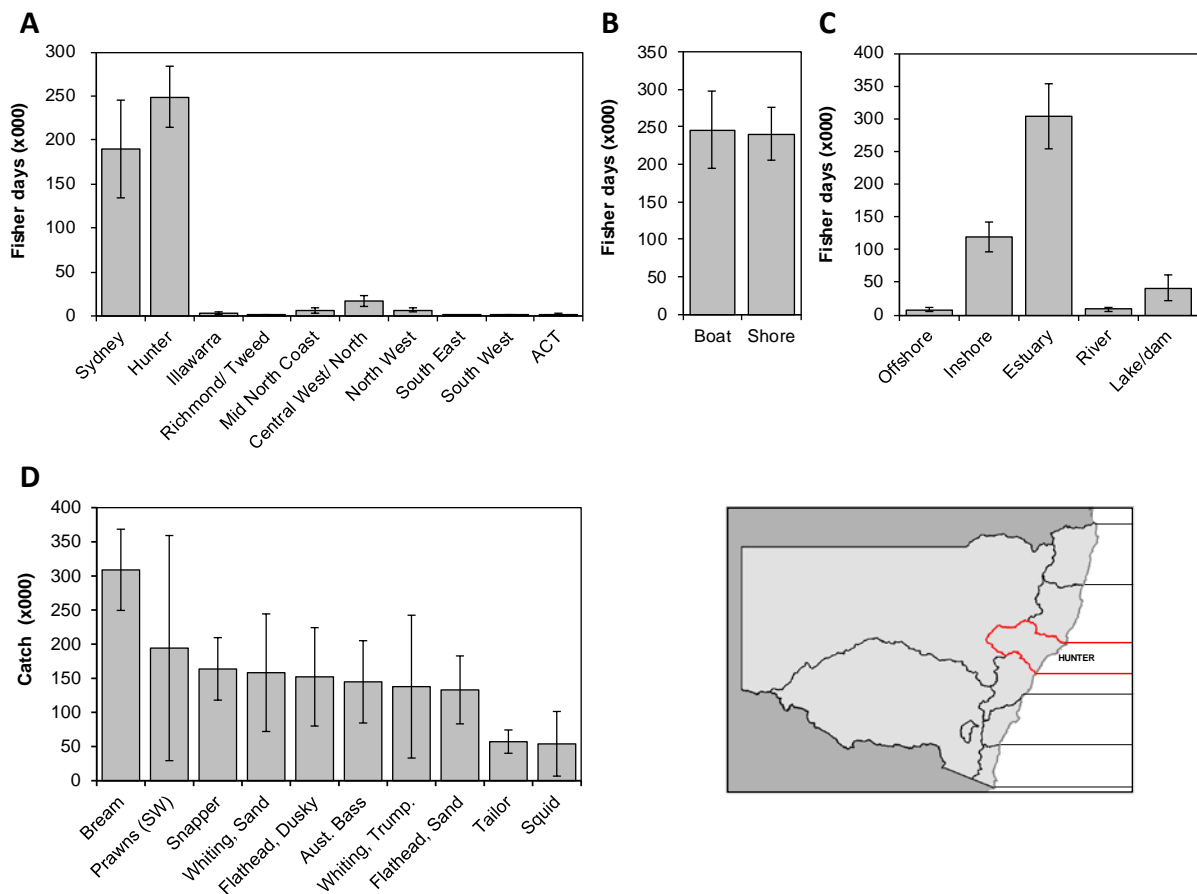 A
Fisher days (x000)
300
250
200
150
100
50
0
Sydney
Hunter
Illawarra
Richmond/ Tweed
Mid North Coast
Central West/ North
North West
South East
South West
ACT
B
Fisher days (x000)
350
300
250
200
150
100
50
0
Boat
Shore
C
Fisher days (x000)
400
350
300
250
200
150
100
50
0
Offshore
Inshore
Estuary
River
Lake/dam
D
Catch (x000)
400
350
300
250
200
150
100
50
0
Bream
Prawns (SW)
Snapper
Whiting, Sand
Flathead, Dusky
Aust. Bass
Whiting, Trump.
Flathead, Sand
Tailor
Squid
HUNTER